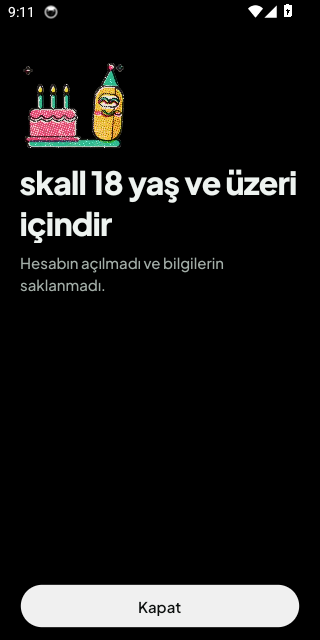 9:11
skall 18 yaş ve üzeri
içindir
Hesabın açılmadı ve bilgilerin
saklanmadı.
Kapat